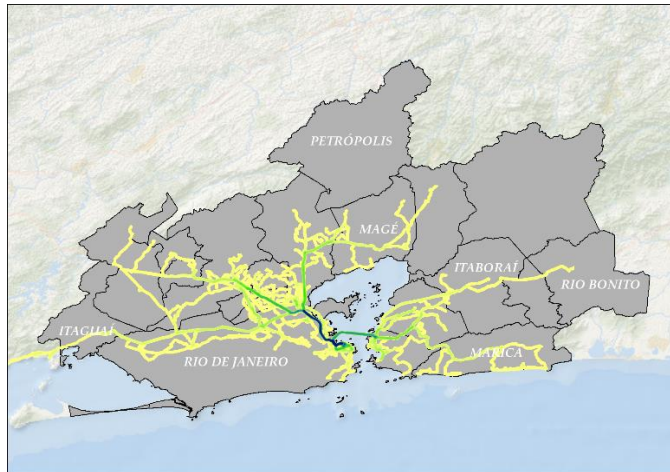 PETRÓPOLIS
MAGÉ
ITABORAÍ
RIO BONITO
ITAGUAÍ
RIO DE JANEIRO
MARICÁ